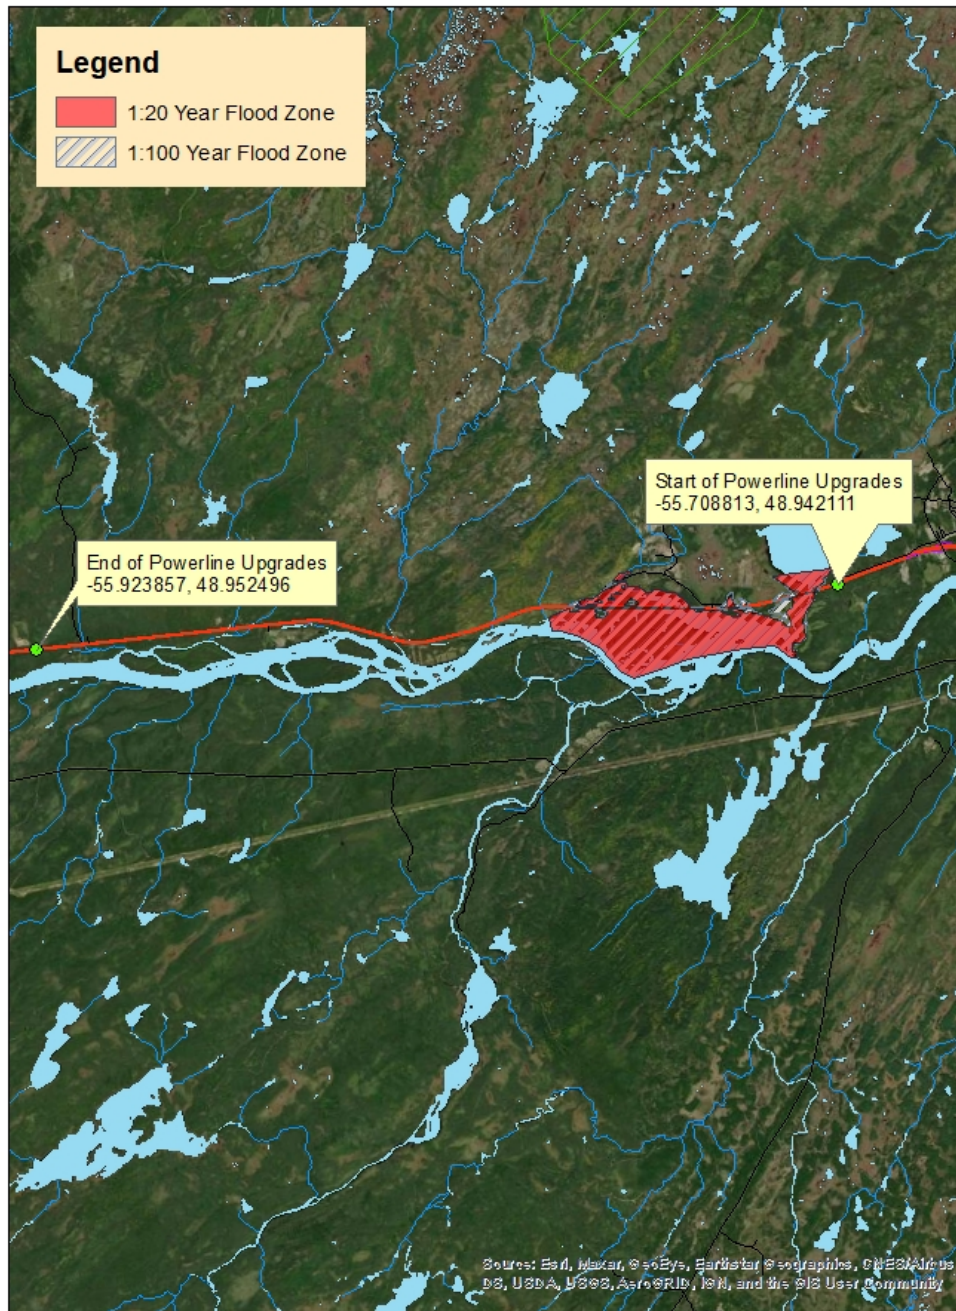 Legend
1:20 Year Flood Zone
1:100 Year Flood Zone
Start of Powerline Upgrades
-55.708813, 48.942111
End of Powerline Upgrades
-55.923857, 48.952496
Source: Esri, Maxar, GeoEye, Earthstar Geographics, CNES/Airbus
DS, USDA, USGS, AeroGRID, IGN, and the GIS User Community